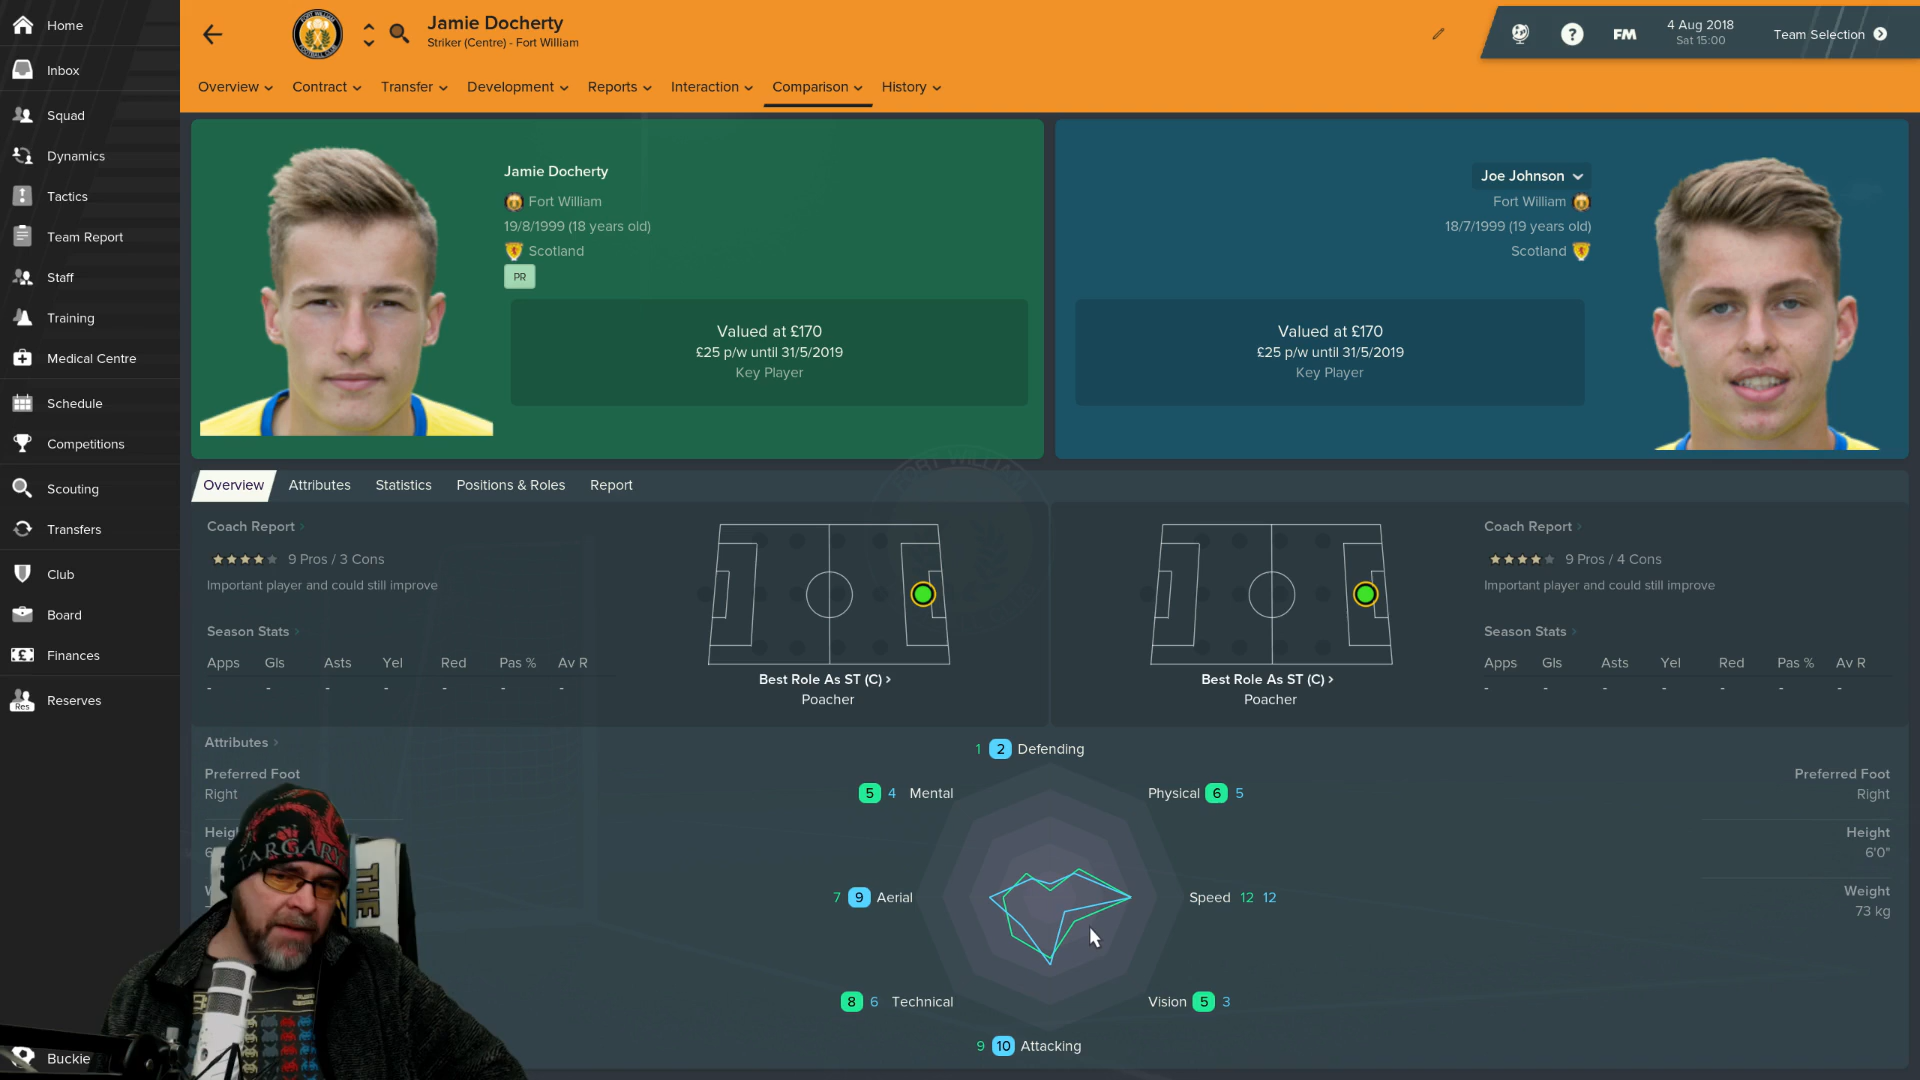 Home
Inbox
Squad
Dynamics
Tactics
Team Report
Staff
Training
Medical Centre
Schedule
Competitions
Scouting
Transfers
Club
Board
Finances
Res
Reserves
Buckie
Jamie Docherty
Striker (Centre) - Fort William
FM
4 Aug 2018
Sat 15:00
Team Selection
Overview
Contract
Transfer
Development
Reports
Interaction
Comparison
History
Jamie Docherty
Fort William
19/8/1999 (18 years old)
Scotland
PR
Valued at £170
£25 p/w until 31/5/2019
Key Player
Joe Johnson
Fort William
18/7/1999 (19 years old)
Scotland
Valued at £170
£25 p/w until 31/5/2019
Key Player
Overview Attributes Statistics Positions & Roles Report
Coach Report
9 Pros / 3 Cons
Important player and could still improve
Season Stats
Apps Gls Asts Yel Red Pas % Av R
- - - - - - -
Best Role As ST (C)
Poacher
Best Role As ST (C)
Poacher
Coach Report
9 Pros / 4 Cons
Important player and could still improve
Season Stats
Apps Gls Asts Yel Red Pas % Av R
- - - - - - -
Attributes
Preferred Foot
Right
1 2 Defending
5 4 Mental
Physical 6 5
7 9 Aerial
Speed 12 12
8 6 Technical
Vision 5 3
9 10 Attacking
Preferred Foot
Right
Height
6'0"
Weight
73 kg
TARGARY
THE